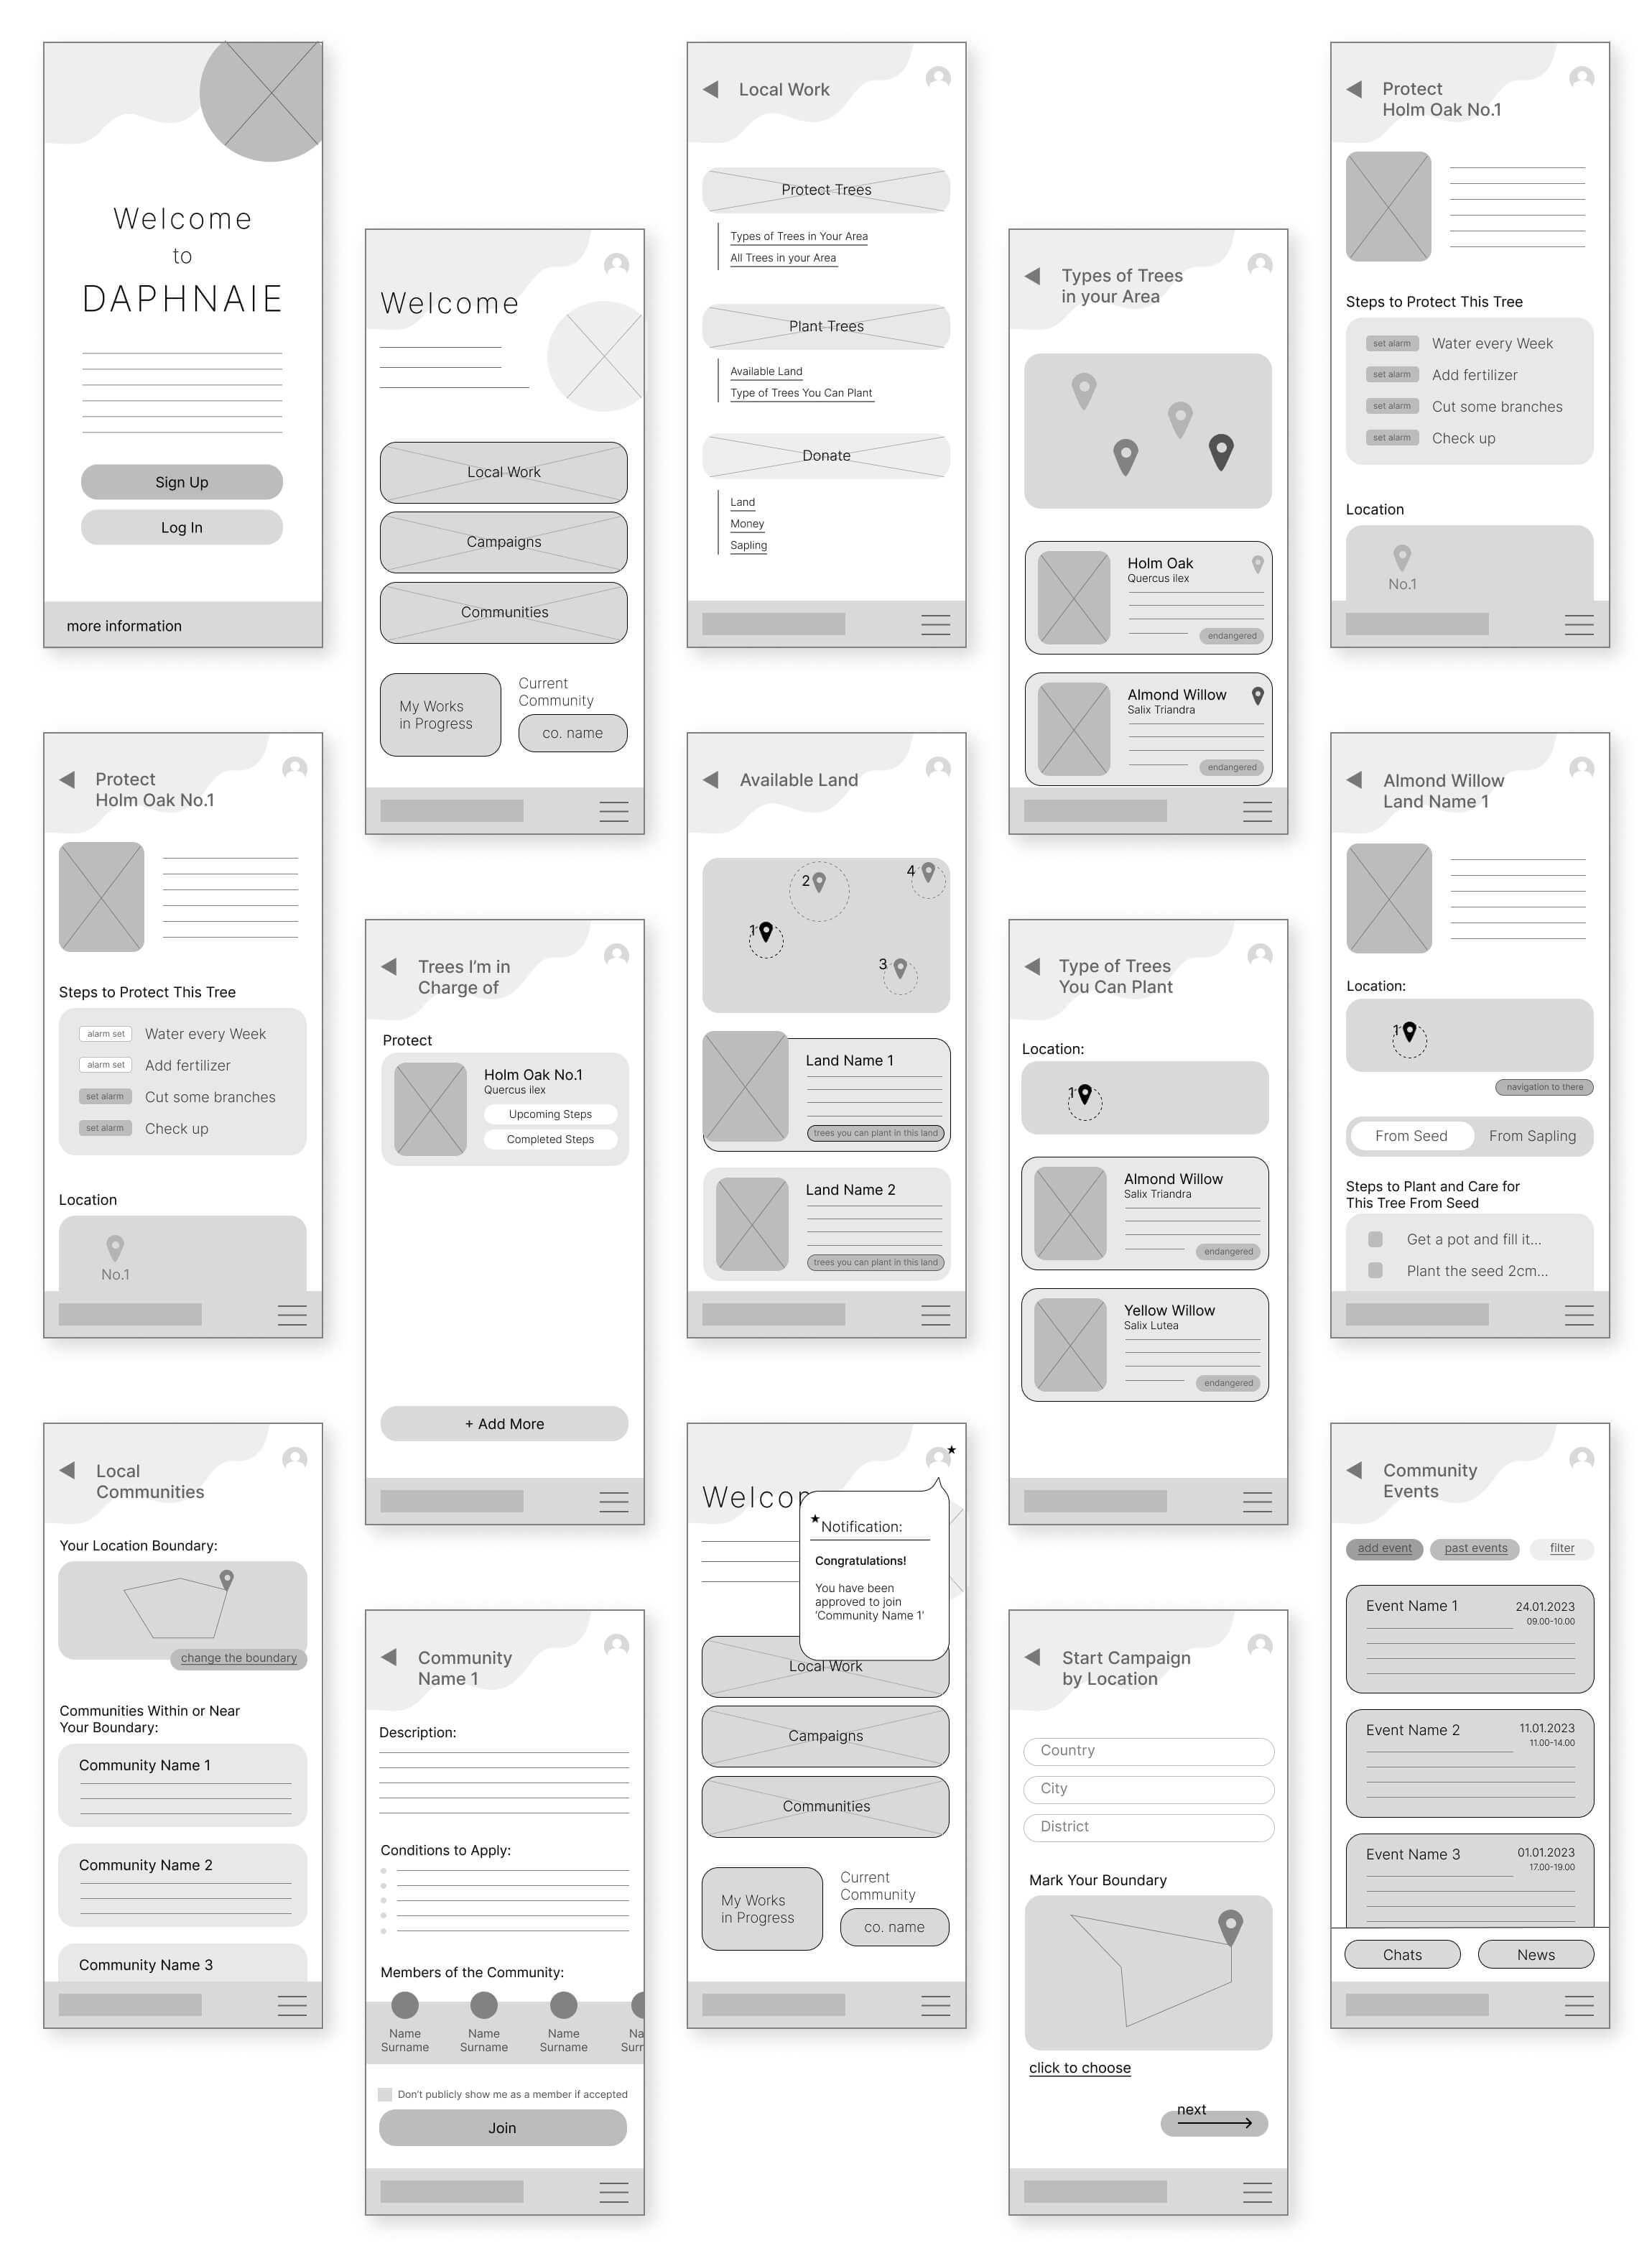 Welcome
to
DAPHNAIE
Sign Up
Log In
more information
Welcome
Local Work
Campaigns
Communities
My Works
in Progress
Current
Community
co. name
Local Work
Protect Trees
Types of Trees in Your Area
All Trees in your Area
Plant Trees
Available Land
Type of Trees You Can Plant
Donate
Land
Money
Sapling
Types of Trees
in your Area
Holm Oak
Quercus ilex
endangered
Almond Willow
Salix Triandra
endangered
Protect
Holm Oak No.1
Steps to Protect This Tree
set alarm Water every Week
set alarm Add fertilizer
set alarm Cut some branches
set alarm Check up
Location
No.1
Protect
Holm Oak No.1
Steps to Protect This Tree
alarm set Water every Week
alarm set Add fertilizer
set alarm Cut some branches
set alarm Check up
Location
No.1
Trees I'm in
Charge of
Protect
Holm Oak No.1
Quercus ilex
Upcoming Steps
Completed Steps
+ Add More
Available Land
2
4
1
3
Land Name 1
trees you can plant in this land
Land Name 2
trees you can plant in this land
Type of Trees
You Can Plant
Location:
1
Almond Willow
Salix Triandra
endangered
Yellow Willow
Salix Lutea
endangered
Almond Willow
Land Name 1
Location:
1
navigation to there
From Seed From Sapling
Steps to Plant and Care for
This Tree From Seed
Get a pot and fill it...
Plant the seed 2cm...
Local
Communities
Your Location Boundary:
change the boundary
Communities Within or Near
Your Boundary:
Community Name 1
Community Name 2
Community Name 3
Community
Name 1
Description:
Conditions to Apply:
Members of the Community:
Name Name Name Na
Surname Surname Surname Surr
Don't publicly show me as a member if accepted
Join
Welcor
Notification:
Congratulations!
You have been
approved to join
'Community Name 1'
Local Work
Campaigns
Communities
My Works
in Progress
Current
Community
co. name
Start Campaign
by Location
Country
City
District
Mark Your Boundary
click to choose
next
Community
Events
add event past events filter
Event Name 1 24.01.2023
09.00-10.00
Event Name 2 11.01.2023
11.00-14.00
Event Name 3 01.01.2023
17.00-19.00
Chats News